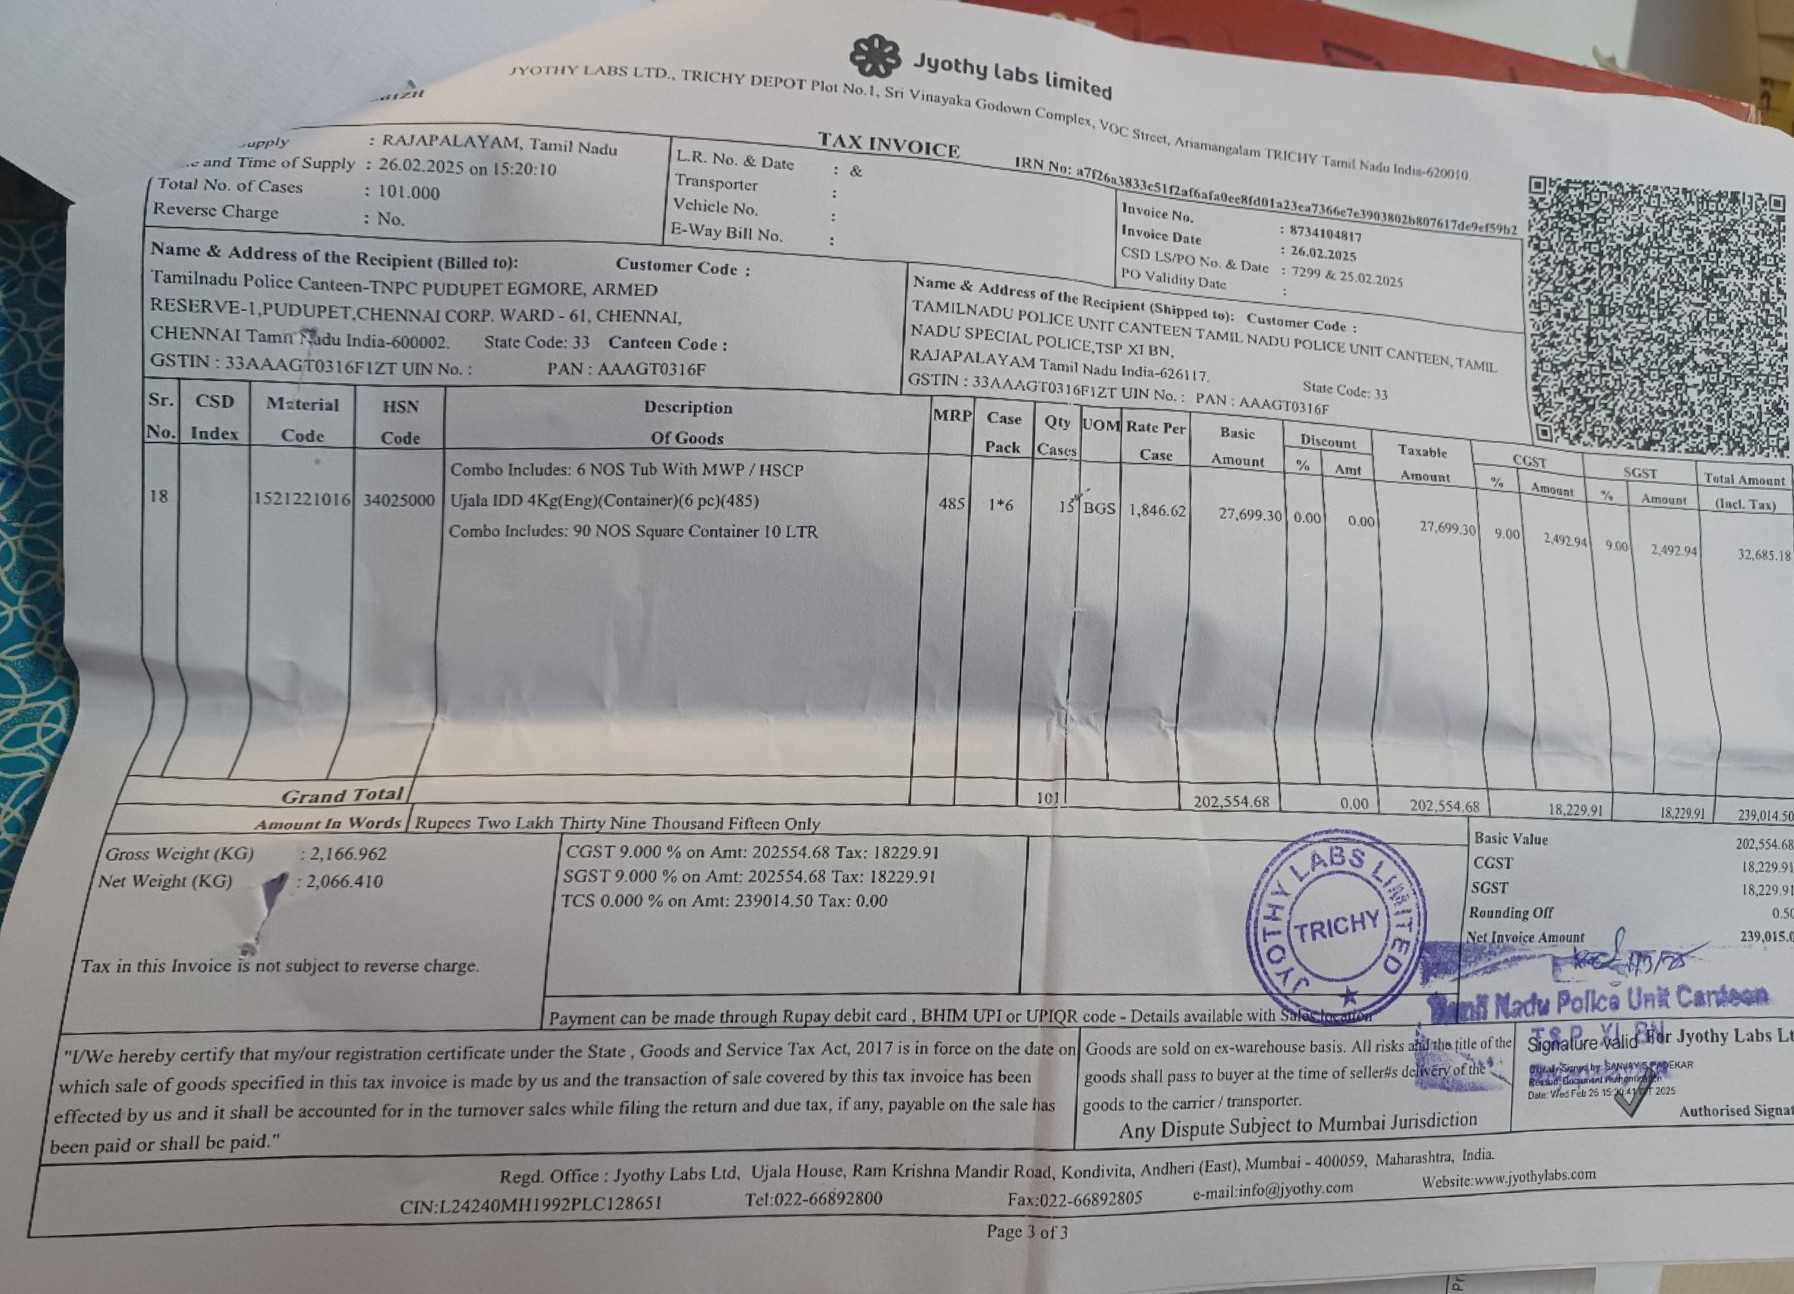 Jyothy labs limited
JYOTHY LABS LTD., TRICHY DEPOT Plot No.1, Sri Vinayaka Godown Complex, VOC Street, Ariamangalam TRICHY Tamil Nadu India-620010.
TAX INVOICE
IRN No: a7f26a3833c51f2af6afa0ee8fd01a23ea7366e7e3903802b807617de9ef59b2
: RAJAPALAYAM, Tamil Nadu
and Time of Supply : 26.02.2025 on 15:20:10
Total No. of Cases : 101.000
Reverse Charge : No.
L.R. No. & Date : &
Transporter :
Vehicle No. :
E-Way Bill No. :
Invoice No. : 8734104817
Invoice Date : 26.02.2025
CSD LS/PO No. & Date : 7299 & 25.02.2025
PO Validity Date :
Name & Address of the Recipient (Billed to): Customer Code :
Tamilnadu Police Canteen-TNPC PUDUPET EGMORE, ARMED
RESERVE-1,PUDUPET,CHENNAI CORP. WARD - 61, CHENNAI,
CHENNAI Tamil Nadu India-600002. State Code: 33 Canteen Code :
GSTIN : 33AAAGT0316F1ZT UIN No. : PAN : AAAGT0316F
Name & Address of the Recipient (Shipped to): Customer Code :
TAMILNADU POLICE UNIT CANTEEN TAMIL NADU POLICE UNIT CANTEEN, TAMIL
NADU SPECIAL POLICE,TSP XI BN,
RAJAPALAYAM Tamil Nadu India-626117. State Code: 33
GSTIN : 33AAAGT0316F1ZT UIN No. : PAN : AAAGT0316F
Sr. No. CSD Index Material Code HSN Code Description Of Goods MRP Case Pack Qty Cases UOM Rate Per Case Basic Amount Discount % Amt Taxable Amount CGST % Amount SGST % Amount Total Amount (Incl. Tax)
Combo Includes: 6 NOS Tub With MWP / HSCP
18 1521221016 34025000 Ujala IDD 4Kg(Eng)(Container)(6 pc)(485) 485 1*6 15 BGS 1,846.62 27,699.30 0.00 0.00 27,699.30 9.00 2,492.94 9.00 2,492.94 32,685.18
Combo Includes: 90 NOS Square Container 10 LTR
Grand Total 101 202,554.68 0.00 202,554.68 18,229.91 18,229.91 239,014.50
Amount In Words Rupees Two Lakh Thirty Nine Thousand Fifteen Only
Gross Weight (KG) : 2,166.962
Net Weight (KG) : 2,066.410
Tax in this Invoice is not subject to reverse charge.
CGST 9.000 % on Amt: 202554.68 Tax: 18229.91
SGST 9.000 % on Amt: 202554.68 Tax: 18229.91
TCS 0.000 % on Amt: 239014.50 Tax: 0.00
JYOTHY LABS LIMITED
TRICHY
Basic Value 202,554.68
CGST 18,229.91
SGST 18,229.91
Rounding Off 0.50
Net Invoice Amount 239,015.0
Payment can be made through Rupay debit card , BHIM UPI or UPIQR code - Details available with Sales location
Tamil Nadu Police Unit Canteen
T.S.P. XI BN
"I/We hereby certify that my/our registration certificate under the State , Goods and Service Tax Act, 2017 is in force on the date on
which sale of goods specified in this tax invoice is made by us and the transaction of sale covered by this tax invoice has been
effected by us and it shall be accounted for in the turnover sales while filing the return and due tax, if any, payable on the sale has
been paid or shall be paid."
Goods are sold on ex-warehouse basis. All risks and the title of the
goods shall pass to buyer at the time of seller#s delivery of the
goods to the carrier / transporter.
Any Dispute Subject to Mumbai Jurisdiction
Signature valid For Jyothy Labs Lt
Authorised Signat
Regd. Office : Jyothy Labs Ltd, Ujala House, Ram Krishna Mandir Road, Kondivita, Andheri (East), Mumbai - 400059, Maharashtra, India.
CIN:L24240MH1992PLC128651 Tel:022-66892800 Fax:022-66892805 e-mail:info@jyothy.com Website:www.jyothylabs.com
Page 3 of 3